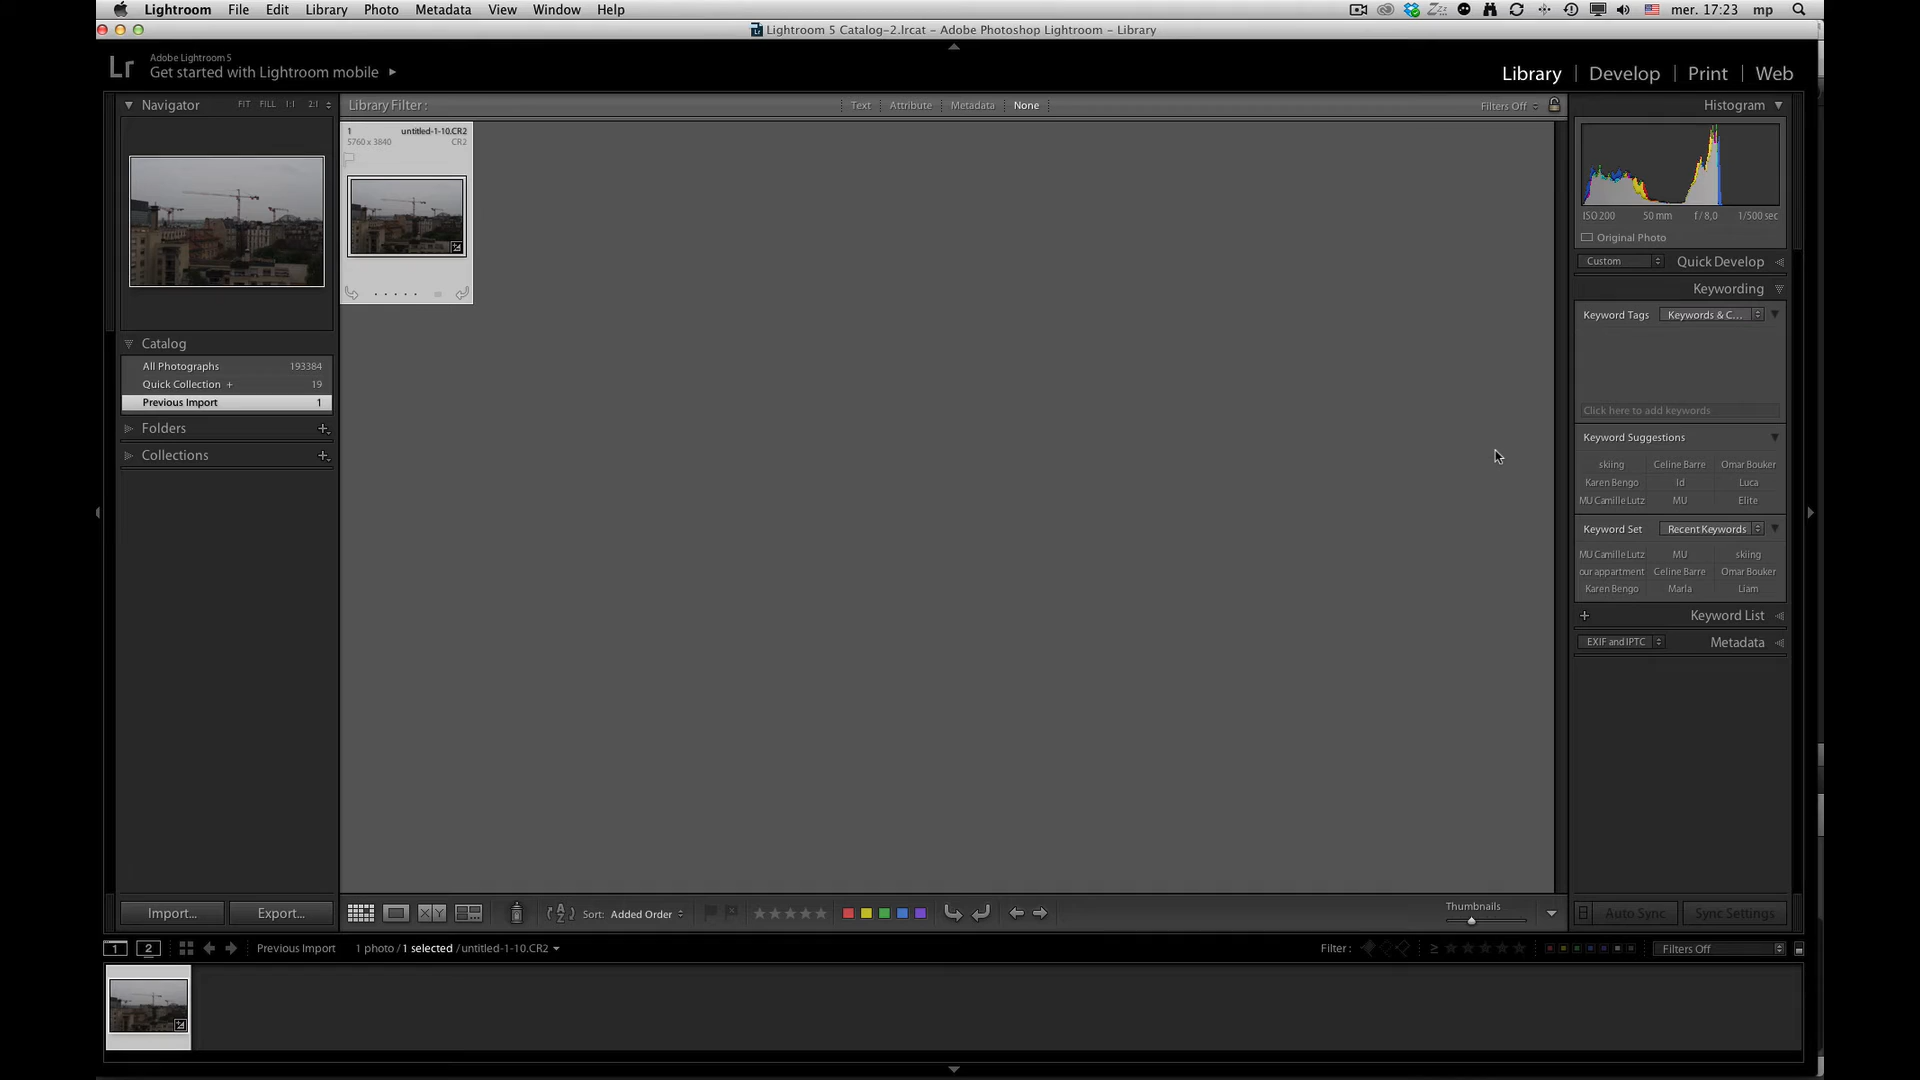 Lightroom File Edit Library Photo Metadata View Window Help mer. 17:23 mp
Lightroom 5 Catalog-2.lrcat - Adobe Photoshop Lightroom - Library
Lr Adobe Lightroom 5
Get started with Lightroom mobile
Library Develop Print Web
Navigator FIT FILL 1:1 2:1
Library Filter : Text Attribute Metadata None Filters Off
Histogram
1 untitled-1-10.CR2
5760 x 3840 CR2
ISO 200 50 mm f / 8,0 1/500 sec
Original Photo
Custom Quick Develop
Keywording
Keyword Tags Keywords & C...
Click here to add keywords
Keyword Suggestions
skiing Celine Barre Omar Bouker
Karen Bengo Id Luca
MU Camille Lutz MU Elite
Keyword Set Recent Keywords
MU Camille Lutz MU skiing
our appartment Celine Barre Omar Bouker
Karen Bengo Marla Liam
Keyword List
EXIF and IPTC Metadata
Catalog
All Photographs 193384
Quick Collection + 19
Previous Import 1
Folders
Collections
Import... Export...
XY Sort: Added Order Thumbnails
Auto Sync Sync Settings
1 2 Previous Import 1 photo / 1 selected / untitled-1-10.CR2 Filter : Filters Off